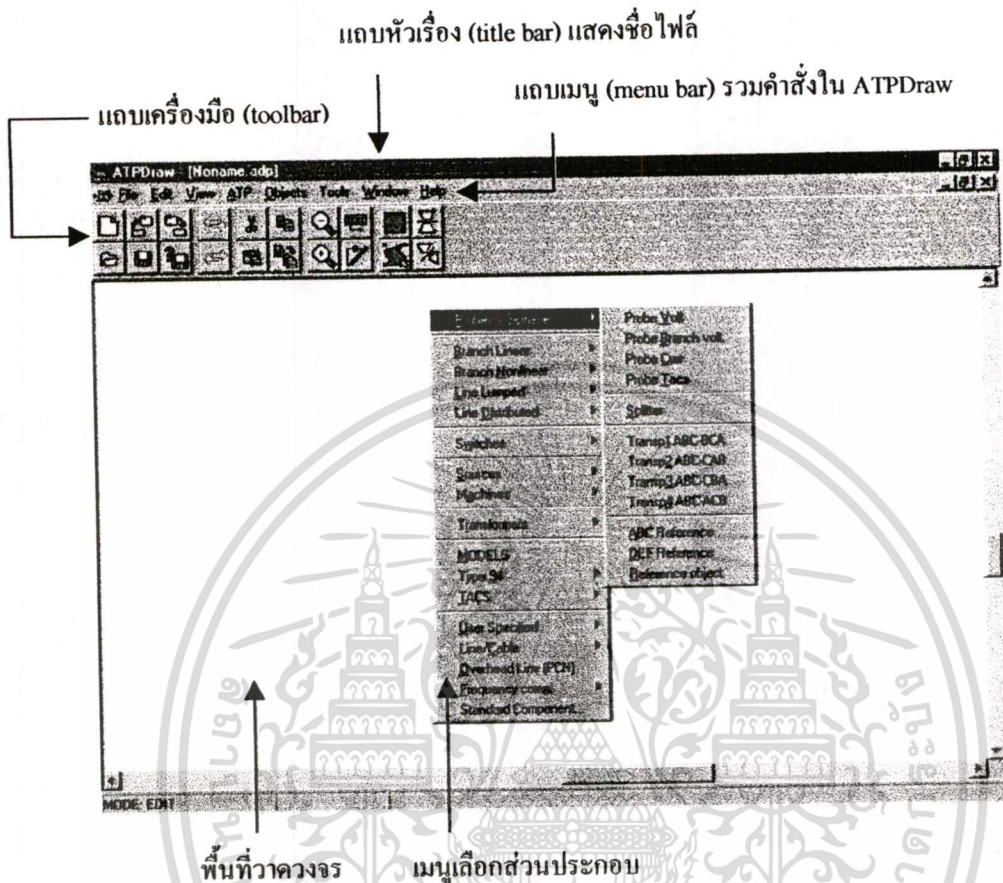 แถบหัวเรื่อง (title bar) แสดงชื่อไฟล์
แถบเมนู (menu bar) รวมคำสั่งใน ATPDraw
แถบเครื่องมือ (toolbar)
ATPDraw [Noname.adp]
File Edit View ATP Objects Tools Window Help
Probe Volt
Probe Branch volt.
Probe Curr
Probe Tacs
Splitter
Transp1 ABC-BCA
Transp2 ABC-CAB
Transp3 ABC-CBA
Transp4 ABC-ACB
ABC Reference
DEF Reference
Reference object
Branch Linear
Branch Nonlinear
Line Lumped
Line Distributed
Switches
Sources
Machines
Transformers
MODELS
Type 94
TACS
User Specified
Line/Cable
Overhead Line (PCH)
Frequency comp.
Standard Component...
MODE: EDIT
พื้นที่วาดวงจร
เมนูเลือกส่วนประกอบ